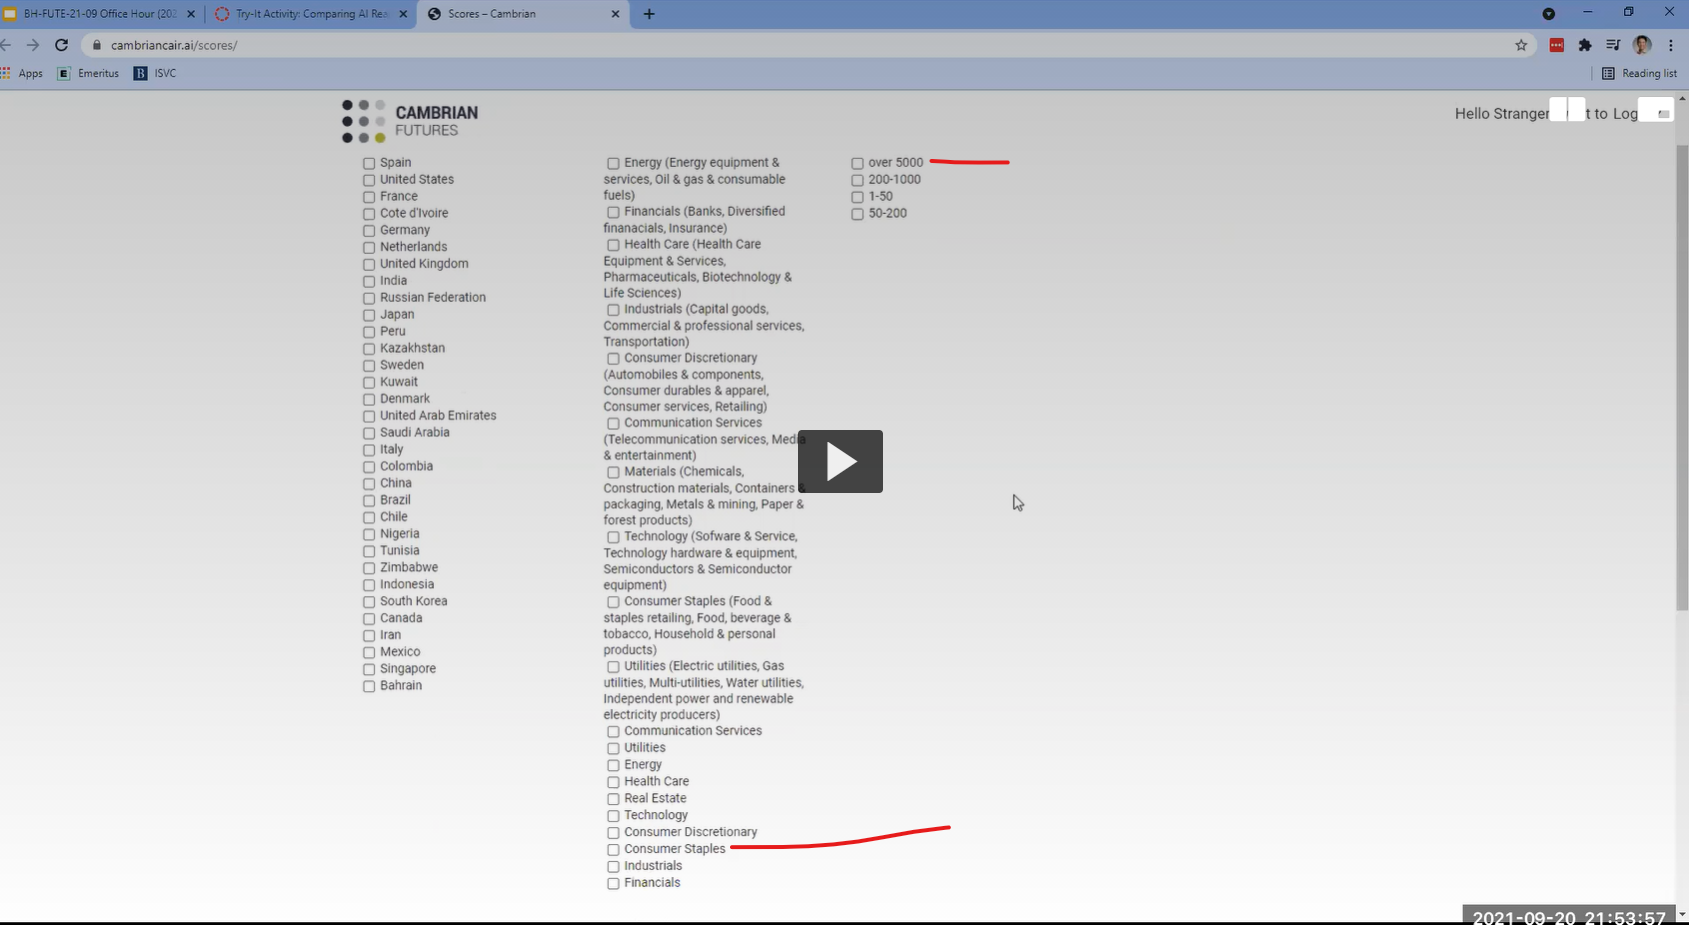 BH-FUTE-21-09 Office Hour (202
Try-It Activity: Comparing AI Rea
Scores – Cambrian
cambriancair.ai/scores/
Apps
Emeritus
ISVC
Reading list
CAMBRIAN
FUTURES
Hello Stranger
t to Log
Spain
United States
France
Cote d'Ivoire
Germany
Netherlands
United Kingdom
India
Russian Federation
Japan
Peru
Kazakhstan
Sweden
Kuwait
Denmark
United Arab Emirates
Saudi Arabia
Italy
Colombia
China
Brazil
Chile
Nigeria
Tunisia
Zimbabwe
Indonesia
South Korea
Canada
Iran
Mexico
Singapore
Bahrain
Energy (Energy equipment &
services, Oil & gas & consumable
fuels)
Financials (Banks, Diversified
finanacials, Insurance)
Health Care (Health Care
Equipment & Services,
Pharmaceuticals, Biotechnology &
Life Sciences)
Industrials (Capital goods,
Commercial & professional services,
Transportation)
Consumer Discretionary
(Automobiles & components,
Consumer durables & apparel,
Consumer services, Retailing)
Communication Services
(Telecommunication services, Media
& entertainment)
Materials (Chemicals,
Construction materials, Containers &
packaging, Metals & mining, Paper &
forest products)
Technology (Sofware & Service,
Technology hardware & equipment,
Semiconductors & Semiconductor
equipment)
Consumer Staples (Food &
staples retailing, Food, beverage &
tobacco, Household & personal
products)
Utilities (Electric utilities, Gas
utilities, Multi-utilities, Water utilities,
Independent power and renewable
electricity producers)
Communication Services
Utilities
Energy
Health Care
Real Estate
Technology
Consumer Discretionary
Consumer Staples
Industrials
Financials
over 5000
200-1000
1-50
50-200
2021-09-20 21:53:57